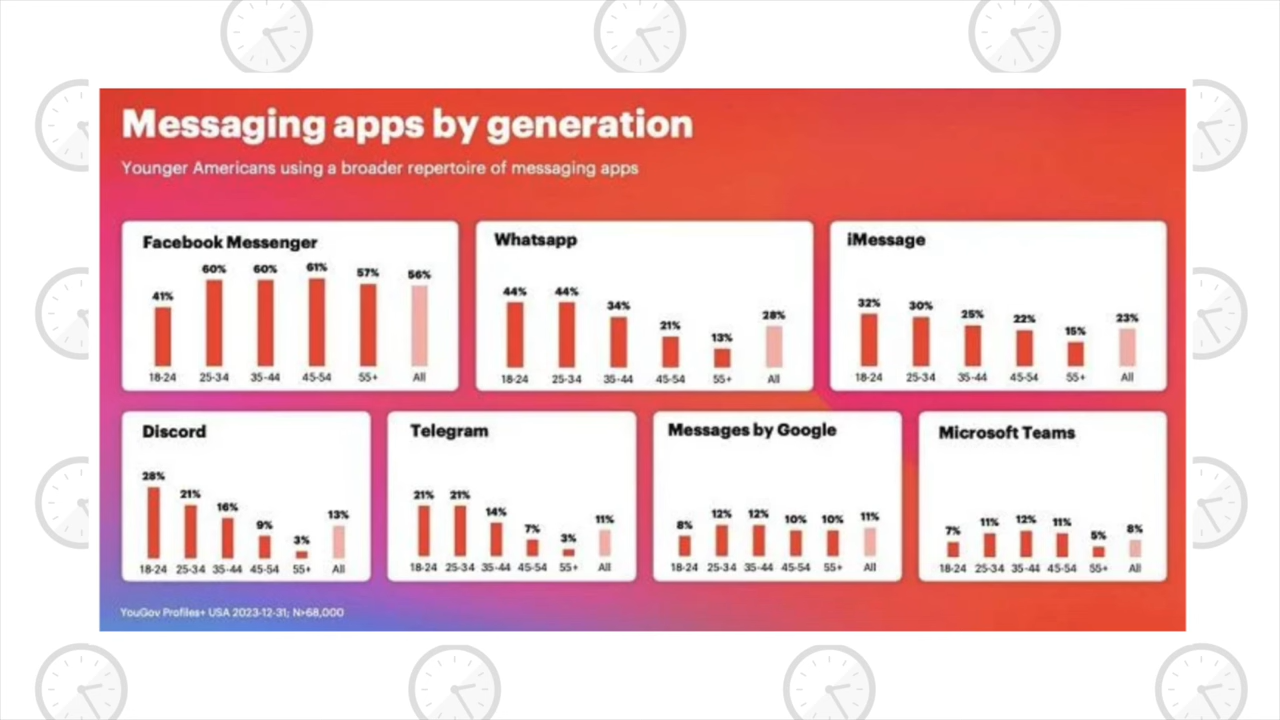 Messaging apps by generation
Younger Americans using a broader repertoire of messaging apps
Facebook Messenger
41% 60% 60% 61% 57% 56%
18-24 25-34 35-44 45-54 55+ All
Whatsapp
44% 44% 34% 21% 13% 28%
18-24 25-34 35-44 45-54 55+ All
iMessage
32% 30% 25% 22% 15% 23%
18-24 25-34 35-44 45-54 55+ All
Discord
28% 21% 16% 9% 3% 13%
18-24 25-34 35-44 45-54 55+ All
Telegram
21% 21% 14% 7% 3% 11%
18-24 25-34 35-44 45-54 55+ All
Messages by Google
8% 12% 12% 10% 10% 11%
18-24 25-34 35-44 45-54 55+ All
Microsoft Teams
7% 11% 12% 11% 5% 8%
18-24 25-34 35-44 45-54 55+ All
YouGov Profiles+ USA 2023-12-31; N>68,000